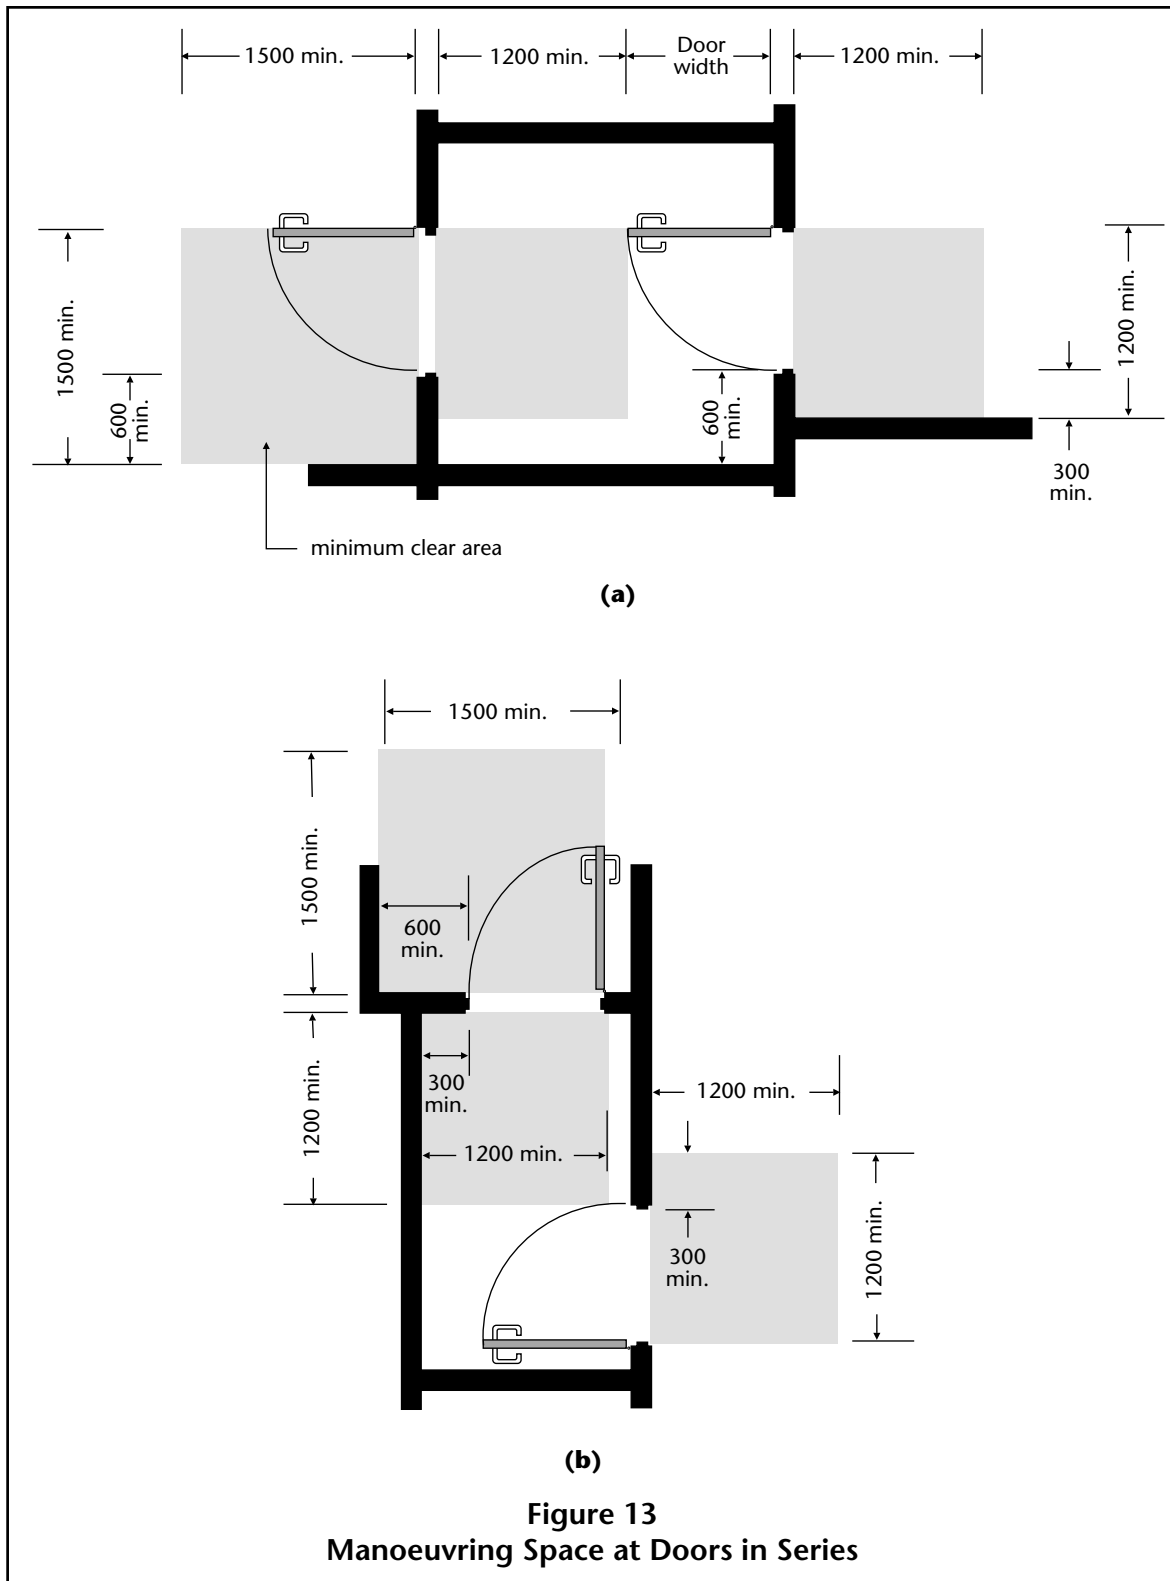 1500 min.
1200 min.
Door
width
1200 min.
1500 min.
600
min.
600
min.
1200 min.
300
min.
minimum clear area
(a)
1500 min.
1500 min.
600
min.
1200 min.
300
min.
1200 min.
1200 min.
300
min.
1200 min.
(b)
Figure 13
Manoeuvring Space at Doors in Series